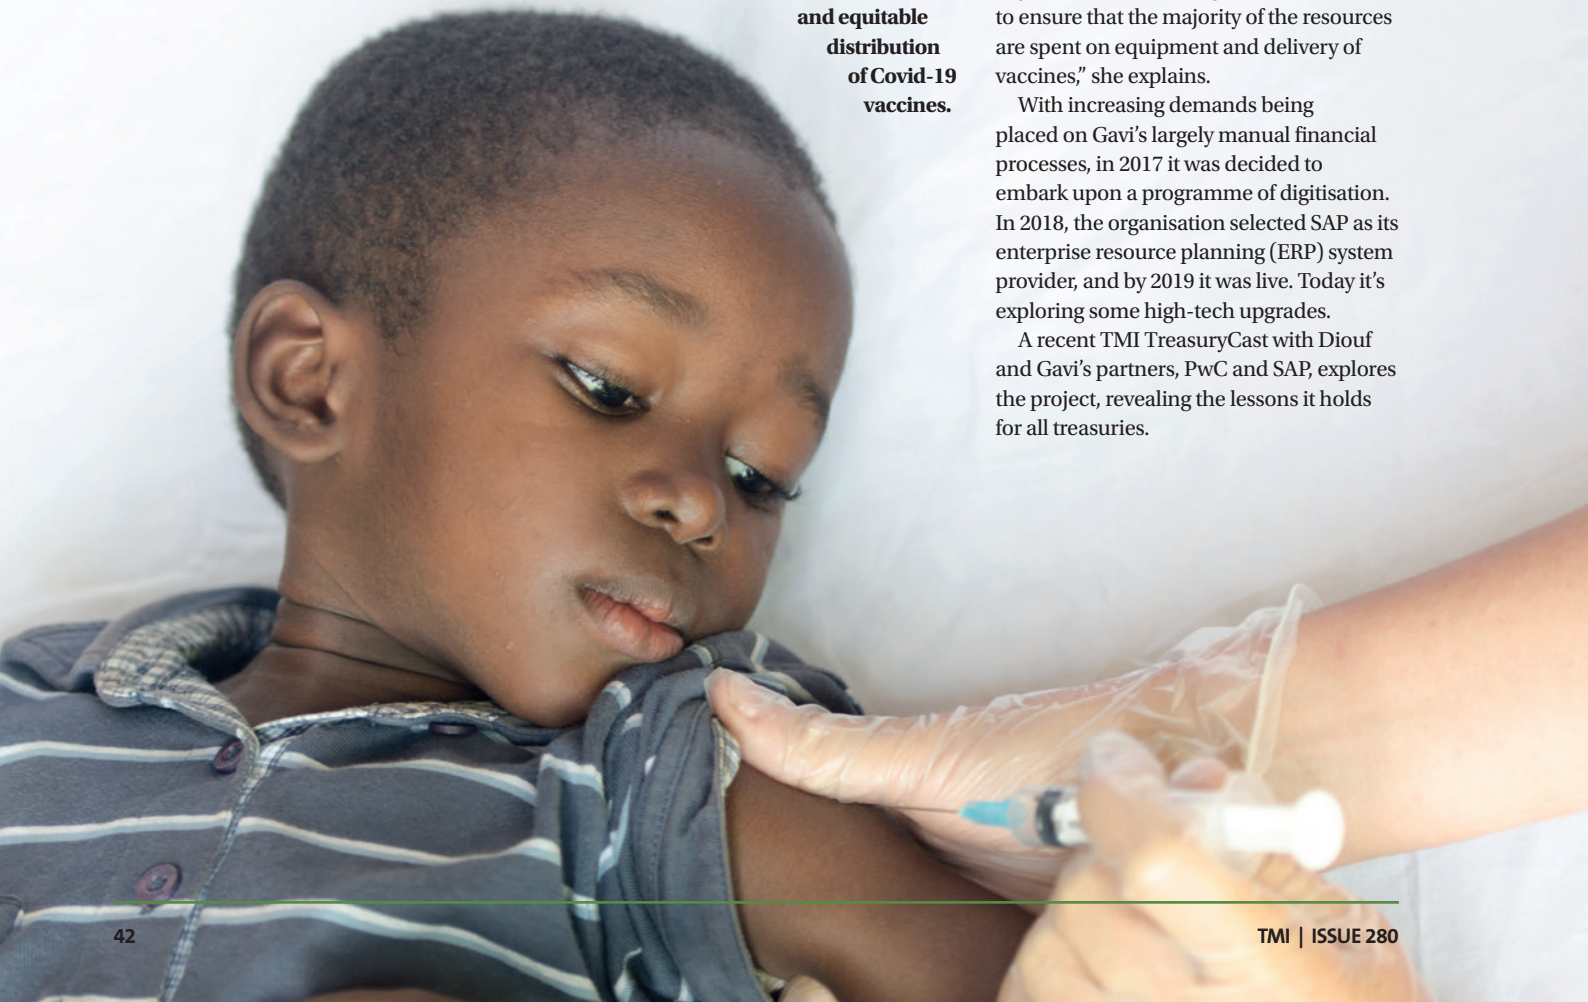 and equitable
distribution
of Covid-19
vaccines.
to ensure that the majority of the resources
are spent on equipment and delivery of
vaccines,” she explains.
With increasing demands being
placed on Gavi’s largely manual financial
processes, in 2017 it was decided to
embark upon a programme of digitisation.
In 2018, the organisation selected SAP as its
enterprise resource planning (ERP) system
provider, and by 2019 it was live. Today it’s
exploring some high-tech upgrades.
A recent TMI TreasuryCast with Diouf
and Gavi’s partners, PwC and SAP, explores
the project, revealing the lessons it holds
for all treasuries.
42
TMI | ISSUE 280